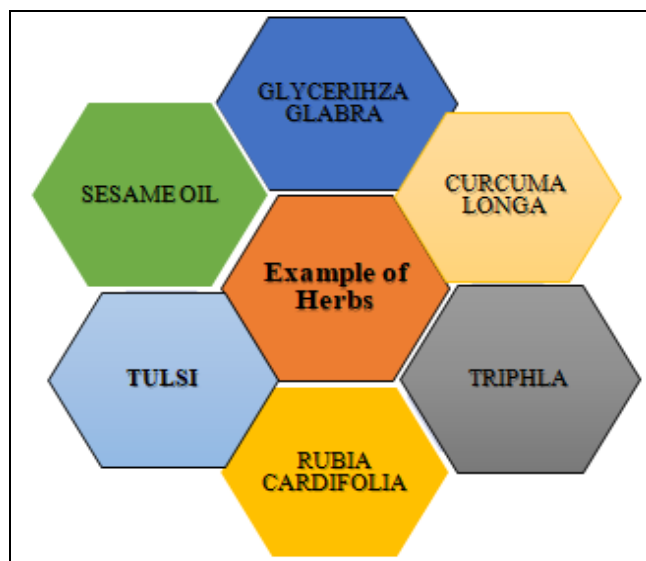 GLYCERIHZA
GLABRA
SESAME OIL
CURCUMA
LONGA
Example of
Herbs
TULSI
TRIPHLA
RUBIA
CARDIFOLIA